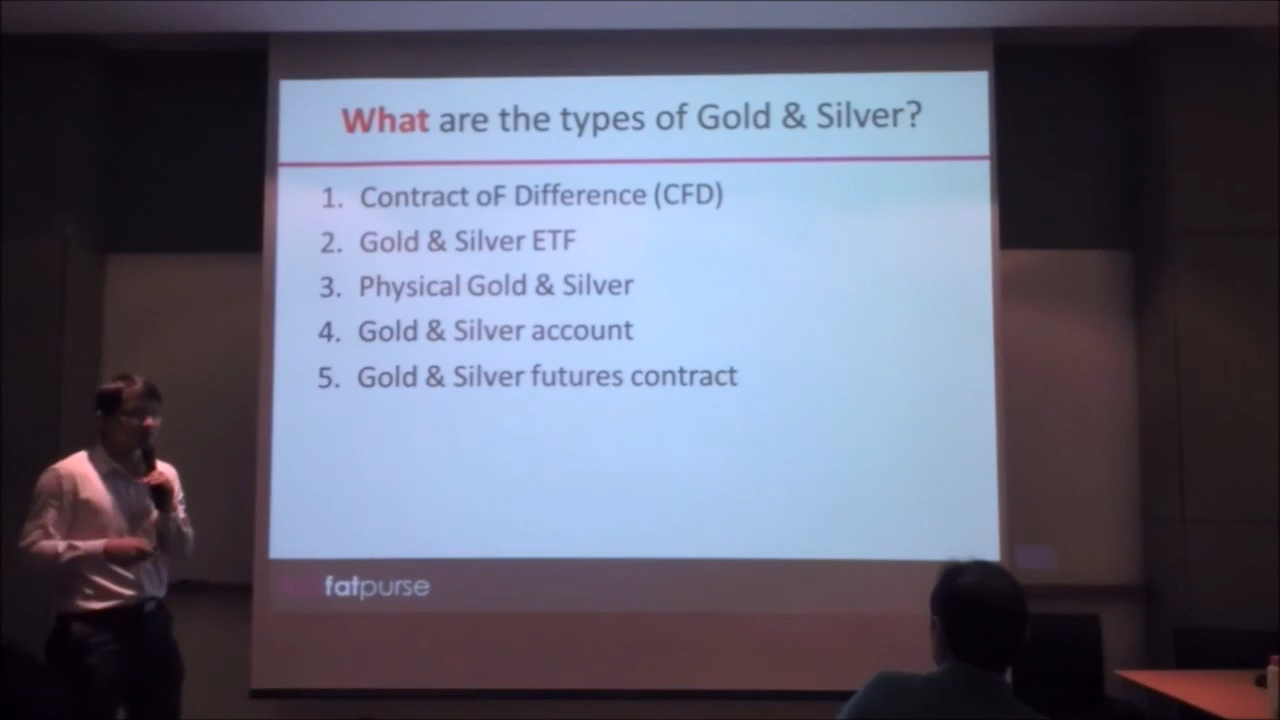 What are the types of Gold & Silver?
1. Contract oF Difference (CFD)
2. Gold & Silver ETF
3. Physical Gold & Silver
4. Gold & Silver account
5. Gold & Silver futures contract
fatpurse